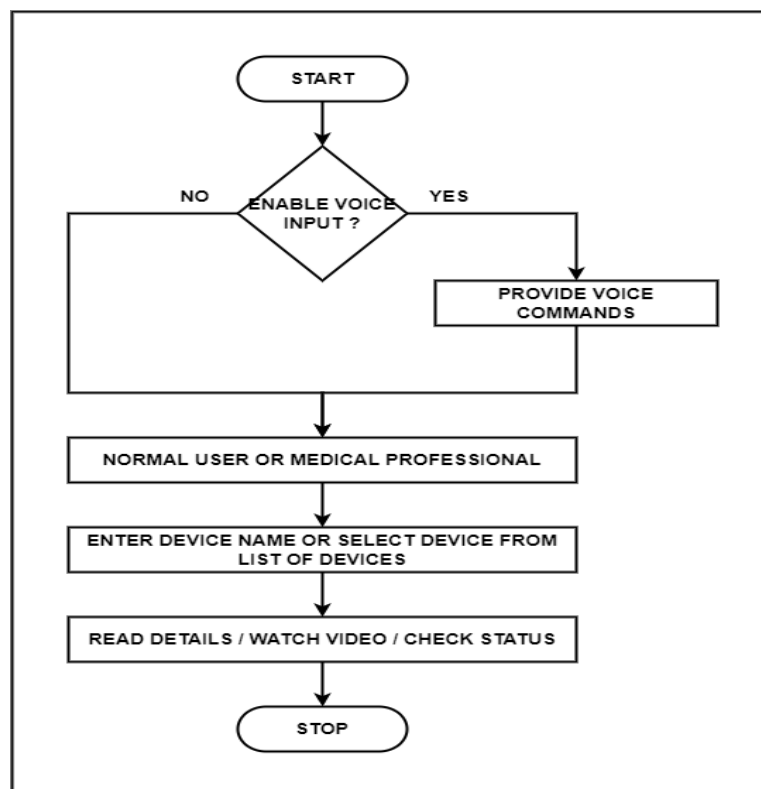 START
NO
YES
ENABLE VOICE
INPUT ?
PROVIDE VOICE
COMMANDS
NORMAL USER OR MEDICAL PROFESSIONAL
ENTER DEVICE NAME OR SELECT DEVICE FROM
LIST OF DEVICES
READ DETAILS / WATCH VIDEO / CHECK STATUS
STOP